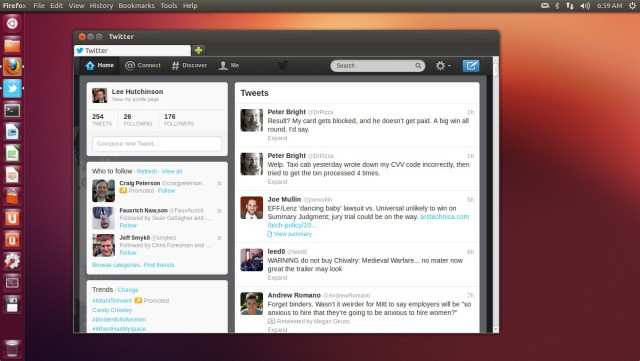 Firefox File Edit View History Bookmarks Tools Help
6:59 AM
Twitter
Twitter
Home
Connect
Discover
Me
Search
Lee Hutchinson
View my profile page
254 26 176
TWEETS FOLLOWING FOLLOWERS
Compose new Tweet...
Who to follow · Refresh · View all
Craig Peterson @craigpeterson
Promoted · Follow
Fauxrich Naw,son @FauxAurich
Followed by Sean Gallagher and ...
Follow
Jeff Smykil @smykes
Followed by Chris Foresman and ...
Follow
Browse categories · Find friends
Trends · Change
#IWantToInvent Promoted
Candy Crowley
#bindersfullofwomen
#WhenIHadMyspace
Tweets
Peter Bright @DrPizza 1h
Result? My card gets blocked, and he doesn't get paid. A big win all
round, I'd say.
Expand
Peter Bright @DrPizza 1h
Welp. Taxi cab yesterday wrote down my CVV code incorrectly, then
tried to get the txn processed 4 times.
Expand
Joe Mullin @joemullin 5h
EFF/Lenz 'dancing baby' lawsuit vs. Universal unlikely to win on
Summary Judgment; jury trial could be on the way. arstechnica.com
/tech-policy/20...
View summary
leed0 @leed0 6h
WARNING do not buy Chivalry: Medieval Warfare... no mater now
great the trailer may look
Expand
Andrew Romano @AndrewRomano 7h
Forget binders. Wasn't it weirder for Mitt to say employers will be "so
anxious to hire that they're going to be anxious to hire women?"
Retweeted by Megan Geuss
Expand